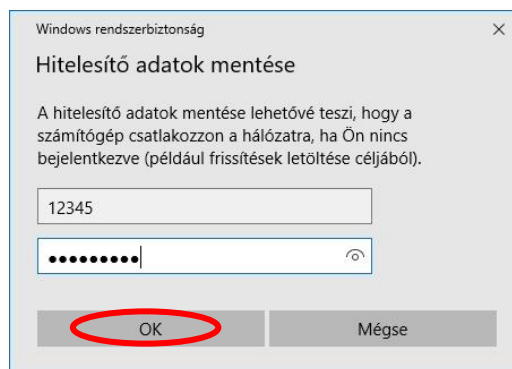 Windows rendszerbiztonság
Hitelesítő adatok mentése
A hitelesítő adatok mentése lehetővé teszi, hogy a
számítógép csatlakozzon a hálózatra, ha Ön nincs
bejelentkezve (például frissítések letöltése céljából).
12345
•••••••••
OK
Mégse